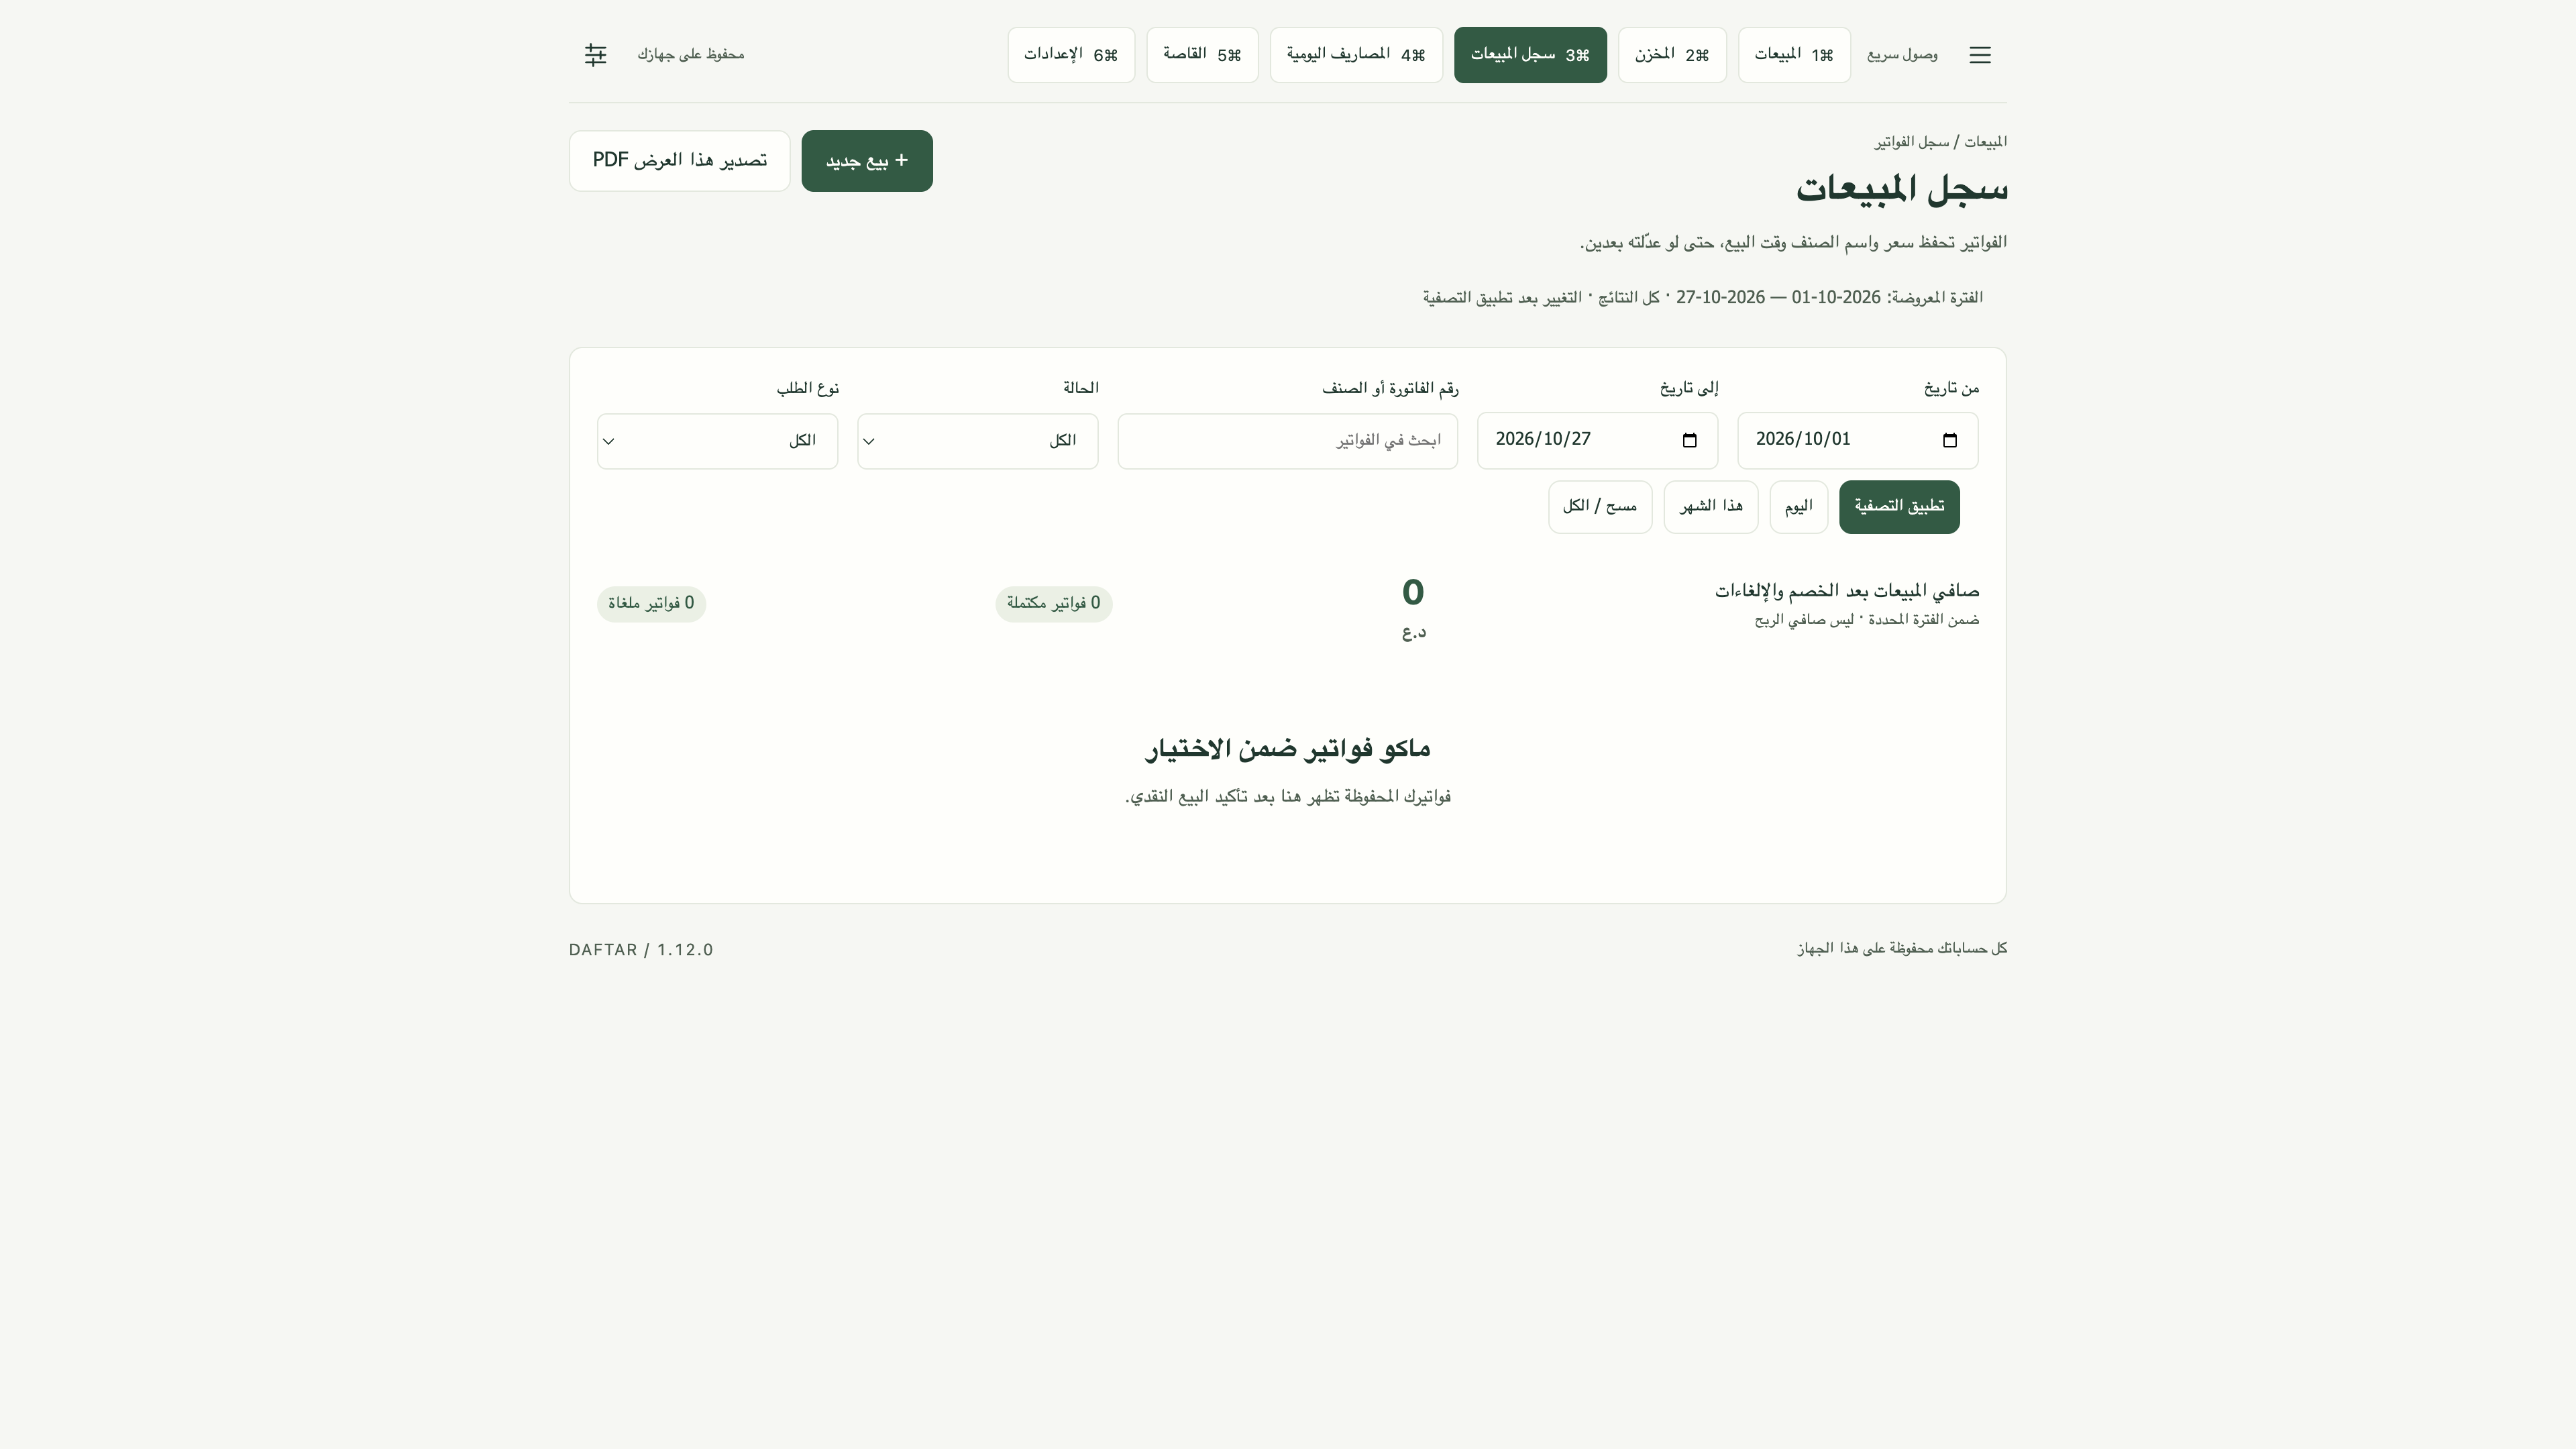 وصول سريع
⌘1 المبيعات
⌘2 المخزن
⌘3 سجل المبيعات
⌘4 المصاريف اليومية
⌘5 القاصة
⌘6 الإعدادات
محفوظ على جهازك
المبيعات / سجل الفواتير
سجل المبيعات
الفواتير تحفظ سعر واسم الصنف وقت البيع، حتى لو عدّلته بعدين.
+ بيع جديد
تصدير هذا العرض PDF
الفترة المعروضة: 2026-10-01 — 2026-10-27 · كل النتائج · التغيير بعد تطبيق التصفية
من تاريخ
2026/10/01
إلى تاريخ
2026/10/27
رقم الفاتورة أو الصنف
ابحث في الفواتير
الحالة
الكل
نوع الطلب
الكل
تطبيق التصفية
اليوم
هذا الشهر
مسح / الكل
صافي المبيعات بعد الخصم والإلغاءات
ضمن الفترة المحددة · ليس صافي الربح
0
د.ع
0 فواتير مكتملة
0 فواتير ملغاة
ماكو فواتير ضمن الاختيار
فواتيرك المحفوظة تظهر هنا بعد تأكيد البيع النقدي.
كل حساباتك محفوظة على هذا الجهاز
DAFTAR / 1.12.0